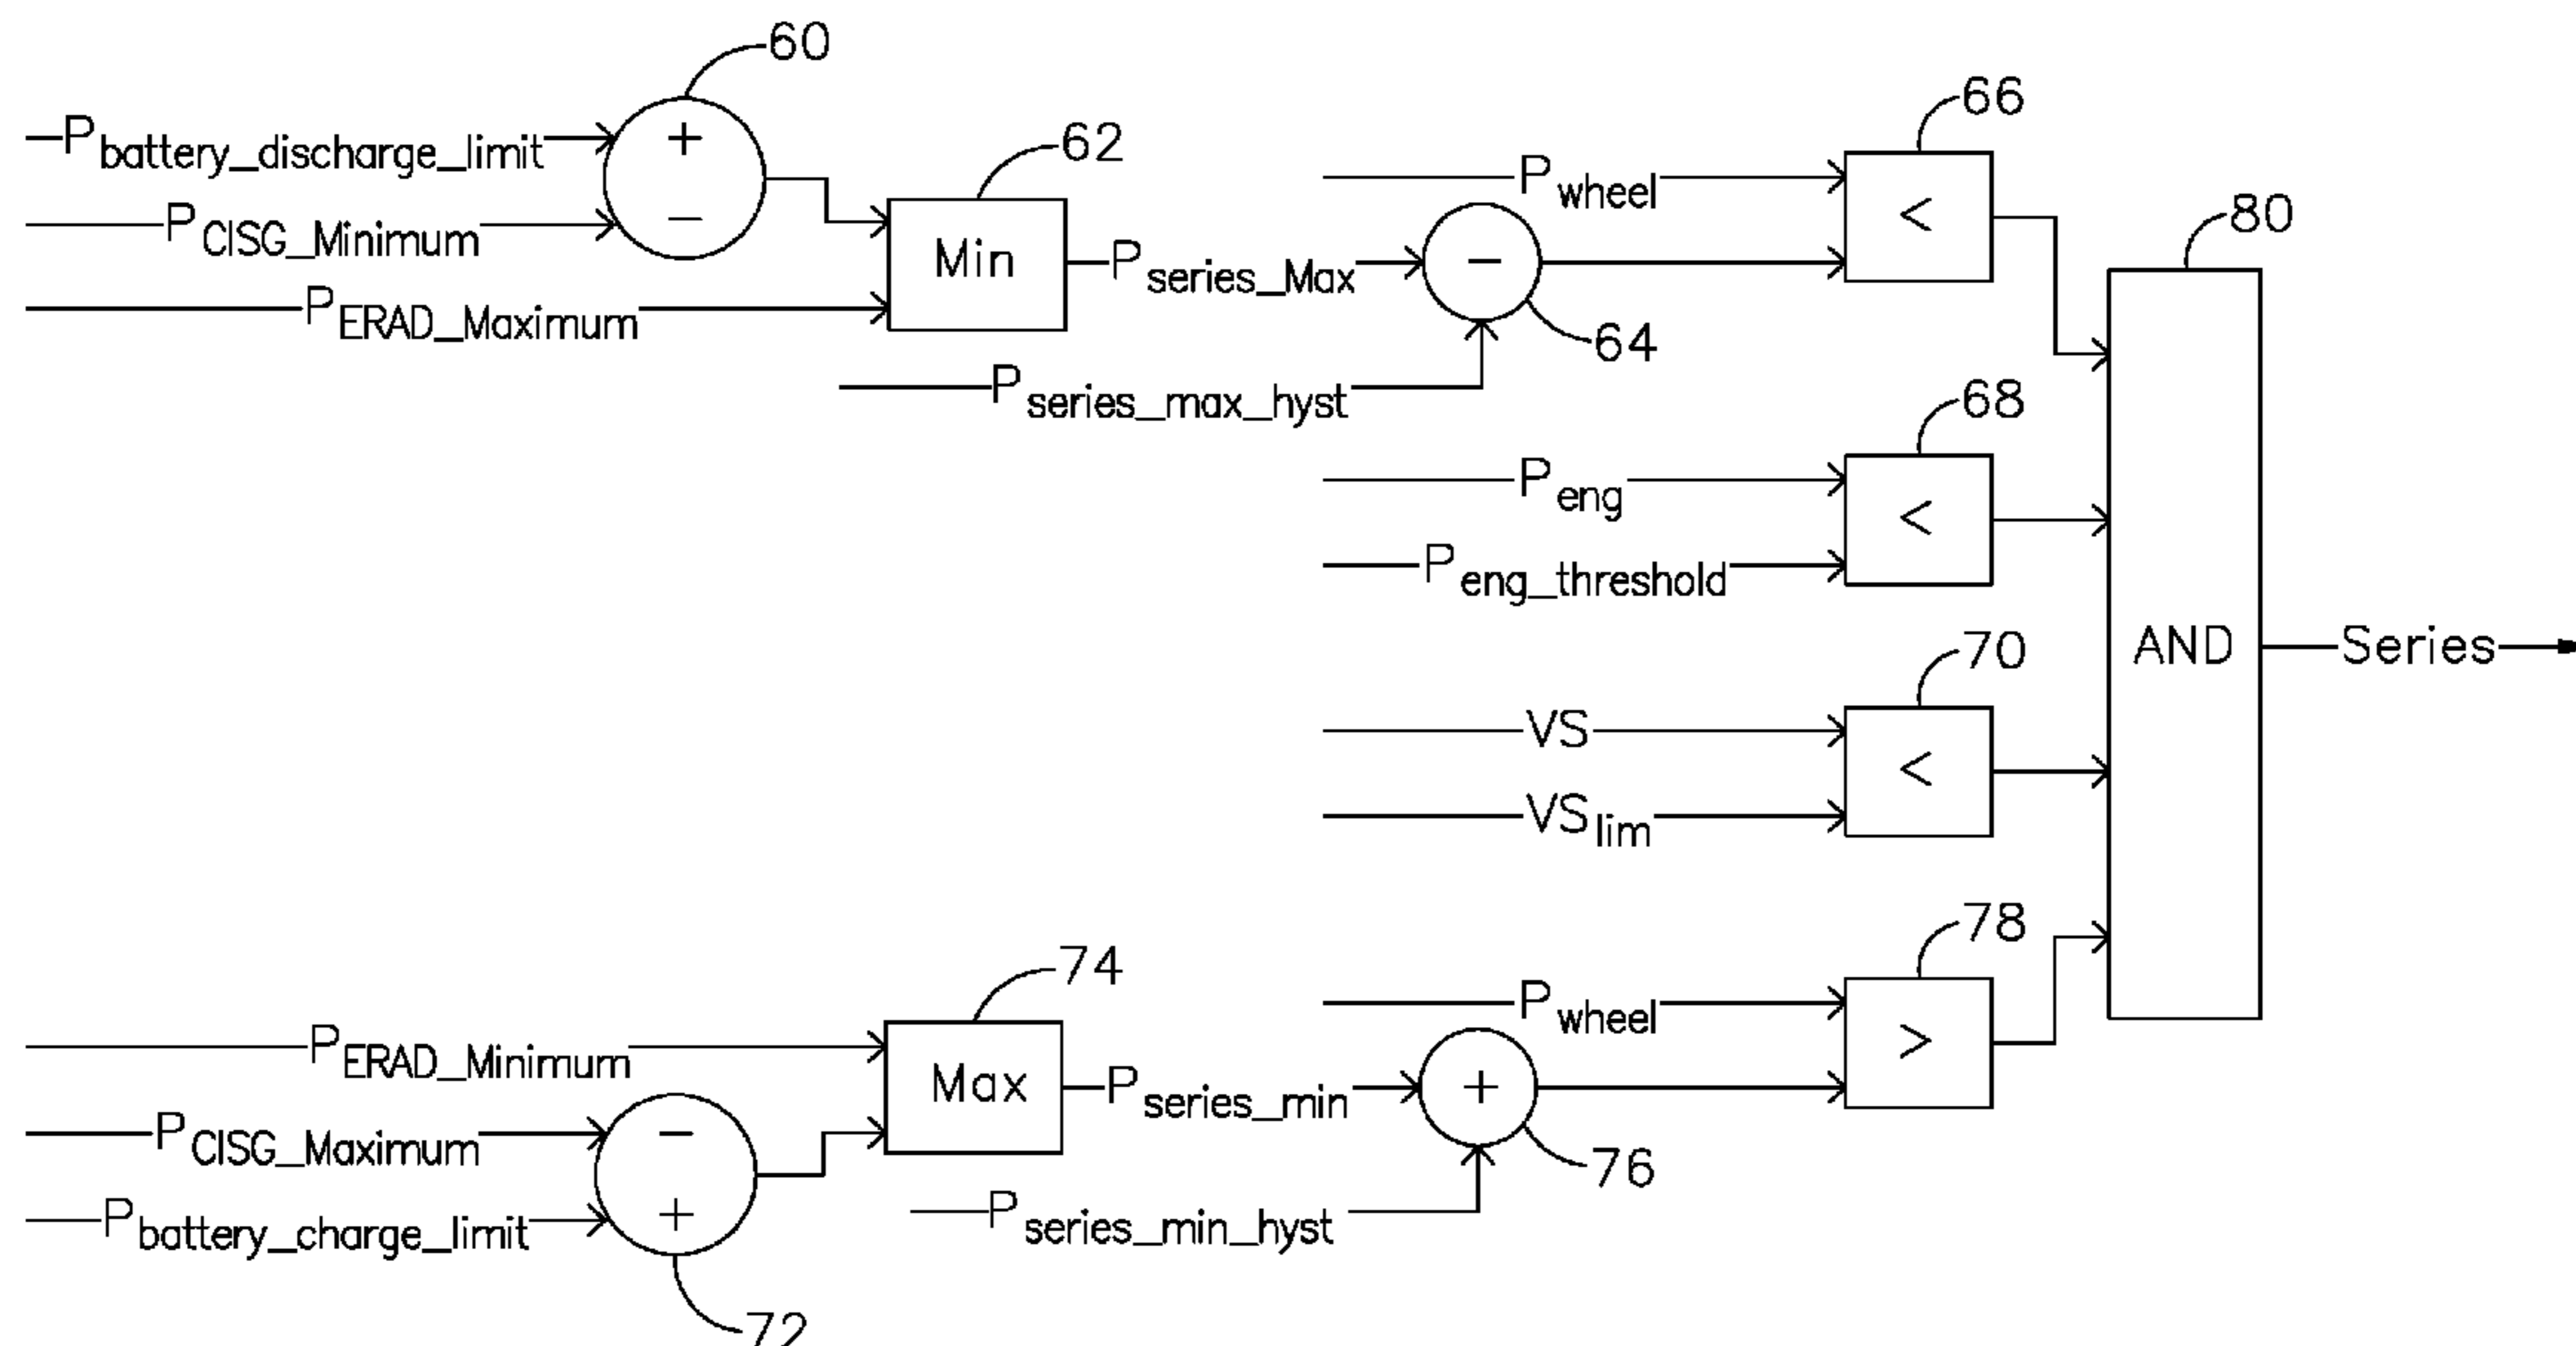 60
P battery_discharge_limit
+
P CISG_Minimum
−
62
Min
P ERAD_Maximum
P series_Max
−
64
P series_max_hyst
P wheel
66
<
80
68
P eng
<
P eng_threshold
70
VS
<
VS lim
AND
Series
78
P wheel
>
74
P ERAD_Minimum
Max
P CISG_Maximum
−
P battery_charge_limit
+
72
P series_min
+
76
P series_min_hyst